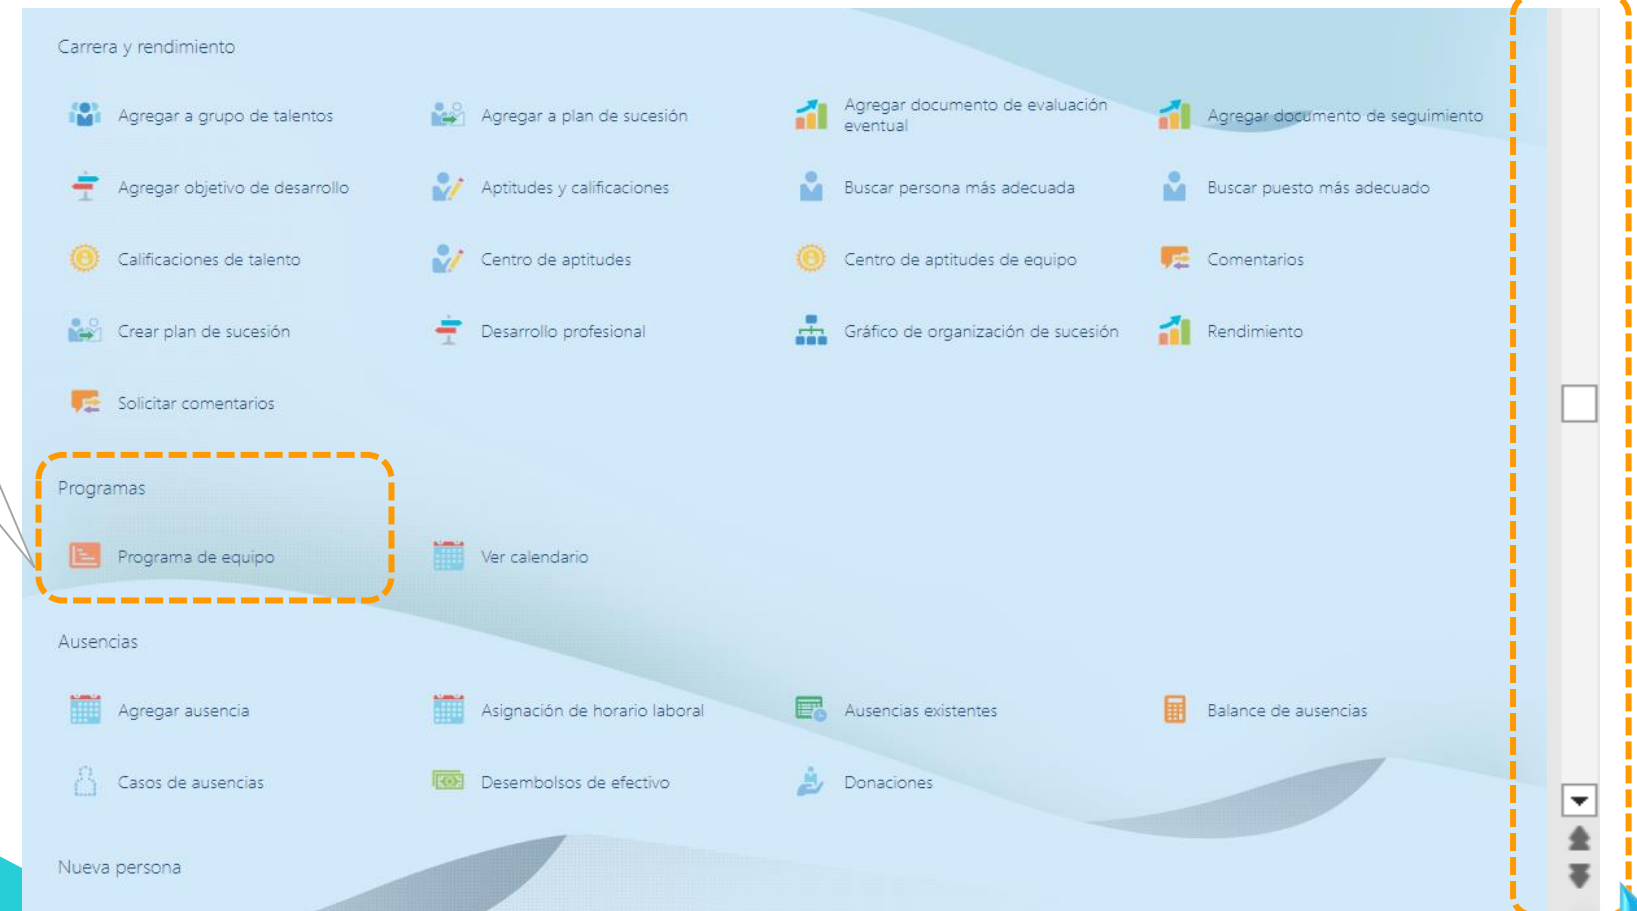 Carrera y rendimiento
Agregar a grupo de talentos
Agregar a plan de sucesión
Agregar documento de evaluación
eventual
Agregar documento de seguimiento
Agregar objetivo de desarrollo
Aptitudes y calificaciones
Buscar persona más adecuada
Buscar puesto más adecuado
Calificaciones de talento
Centro de aptitudes
Centro de aptitudes de equipo
Comentarios
Crear plan de sucesión
Desarrollo profesional
Gráfico de organización de sucesión
Rendimiento
Solicitar comentarios
Programas
Programa de equipo
Ver calendario
Ausencias
Agregar ausencia
Asignación de horario laboral
Ausencias existentes
Balance de ausencias
Casos de ausencias
Desembolsos de efectivo
Donaciones
Nueva persona